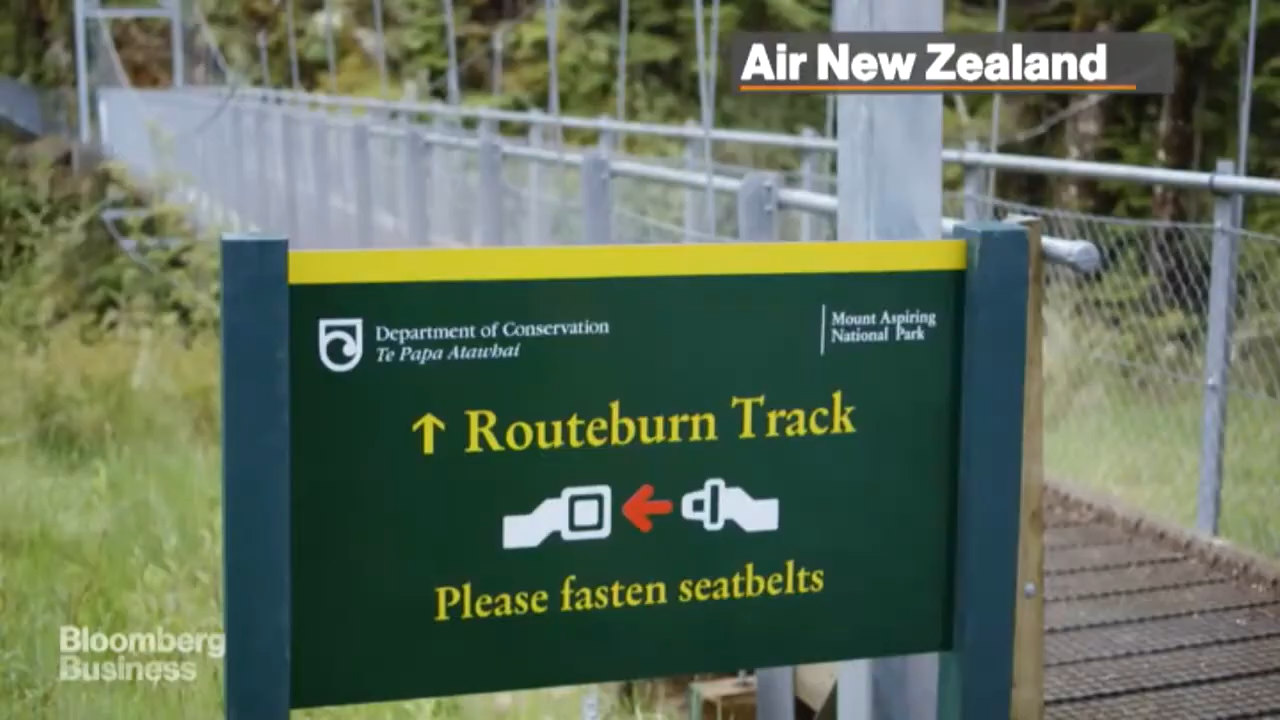 Air New Zealand
Department of Conservation
Te Papa Atawhai
Mount Aspiring
National Park
↑ Routeburn Track
Please fasten seatbelts
Bloomberg
Business